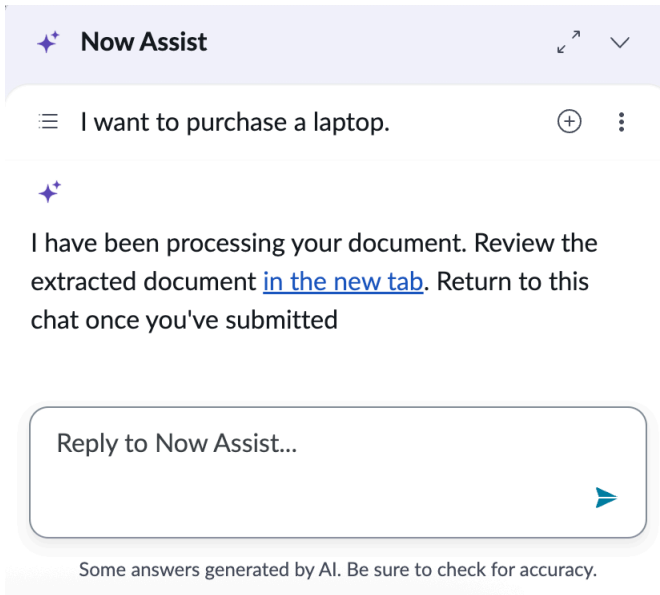 Now Assist
I want to purchase a laptop.
I have been processing your document. Review the
extracted document in the new tab. Return to this
chat once you've submitted
Reply to Now Assist...
Some answers generated by AI. Be sure to check for accuracy.